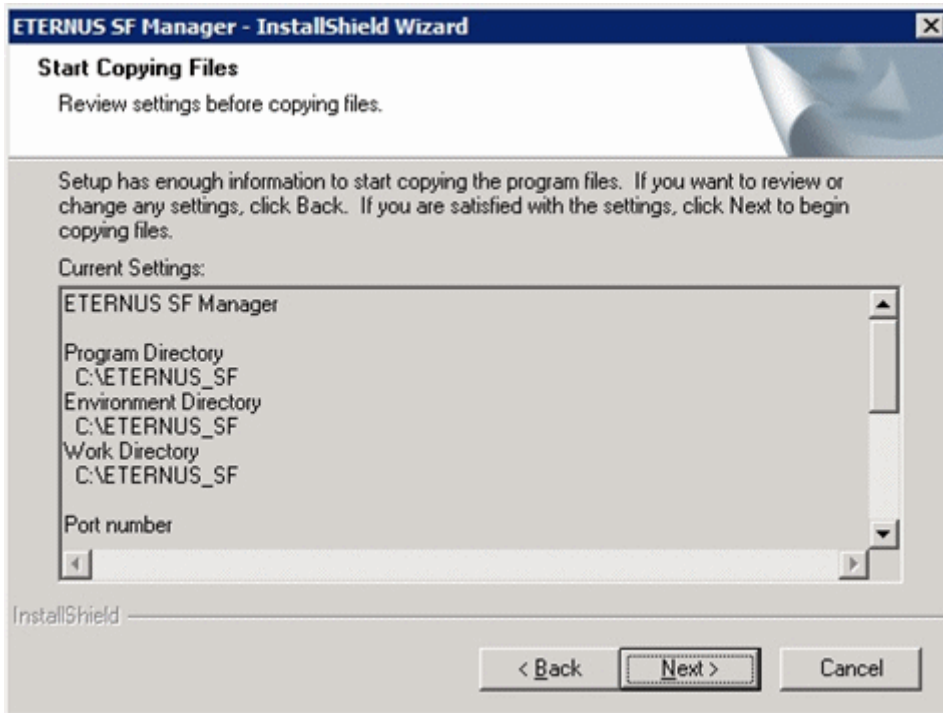 ETERNUS SF Manager - InstallShield Wizard
Start Copying Files
Review settings before copying files.
Setup has enough information to start copying the program files. If you want to review or
change any settings, click Back. If you are satisfied with the settings, click Next to begin
copying files.
Current Settings:
ETERNUS SF Manager
Program Directory
C:\ETERNUS_SF
Environment Directory
C:\ETERNUS_SF
Work Directory
C:\ETERNUS_SF
Port number
InstallShield
< Back
Next >
Cancel